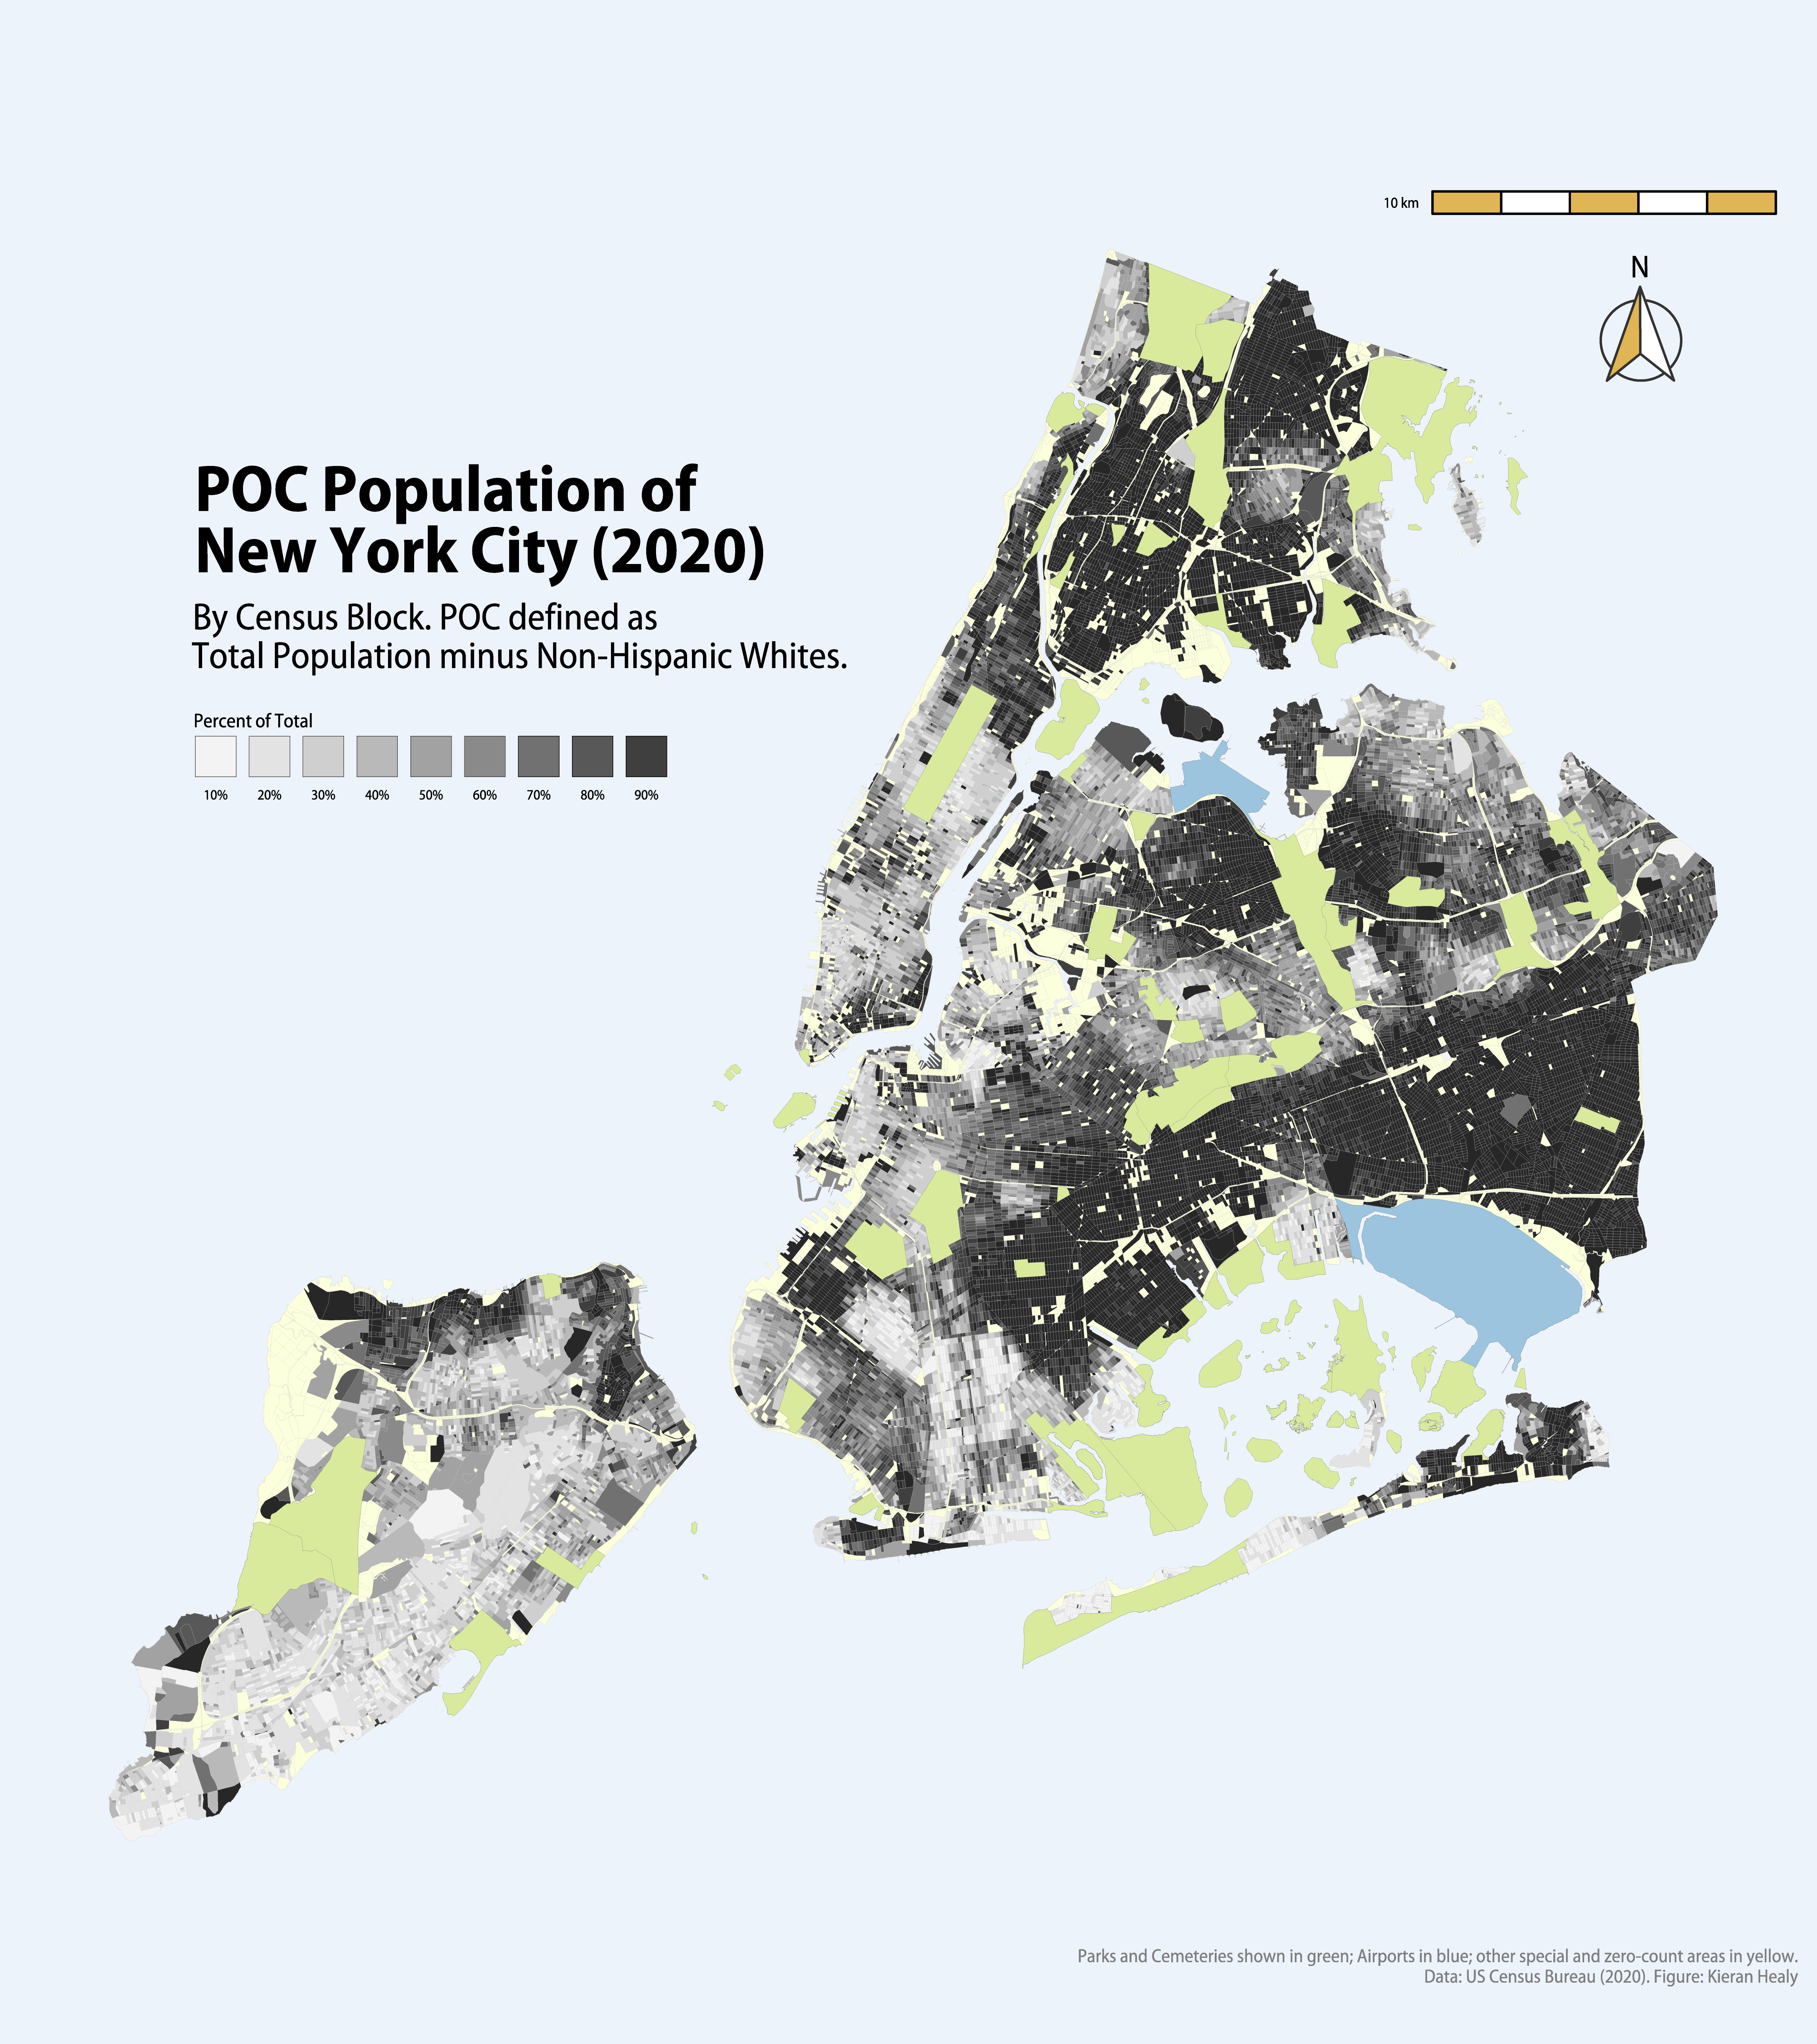 10 km
N
POC Population of
New York City (2020)
By Census Block. POC defined as
Total Population minus Non-Hispanic Whites.
Percent of Total
10% 20% 30% 40% 50% 60% 70% 80% 90%
Parks and Cemeteries shown in green; Airports in blue; other special and zero-count areas in yellow.
Data: US Census Bureau (2020). Figure: Kieran Healy